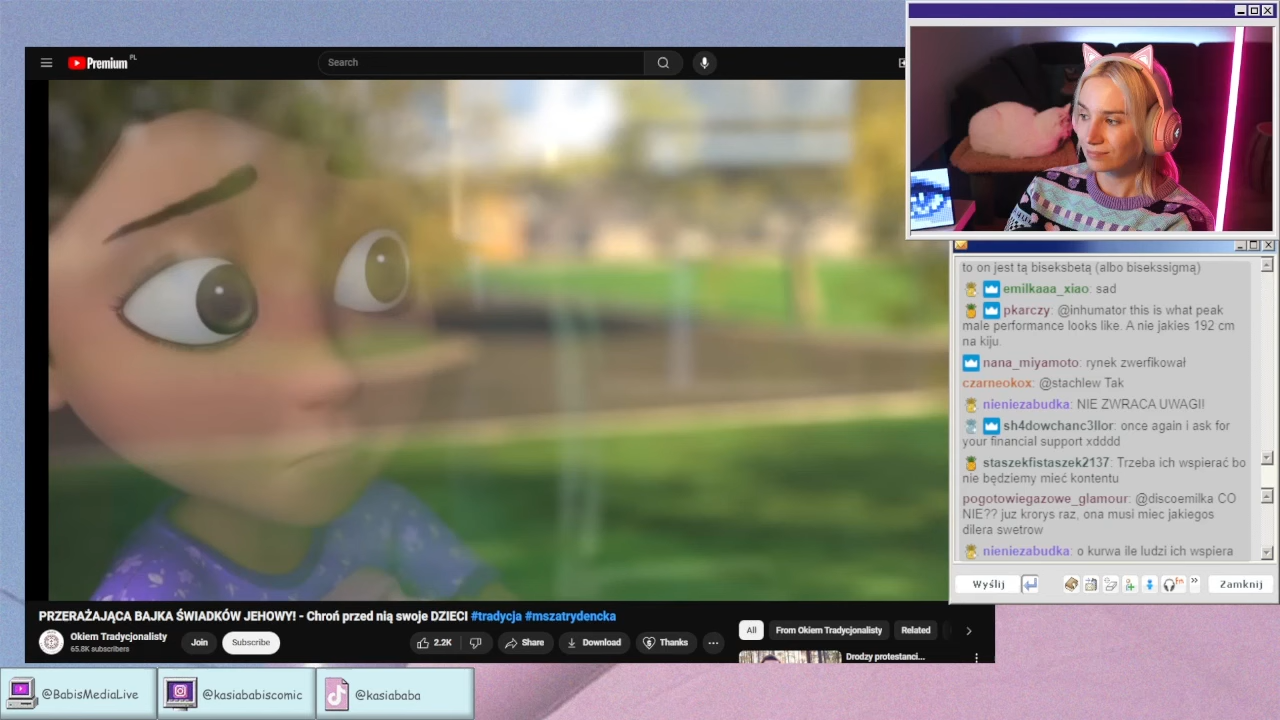 Premium PL
Search
to on jest tą biseksbetą (albo bisekssigmą)
emilkaaa_xiao: sad
pkarczy: @inhumator this is what peak
male performance looks like. A nie jakies 192 cm
na kiju.
nana_miyamoto: rynek zwerfikował
czarneokox: @stachlew Tak
nieniezabudka: NIE ZWRACA UWAGI!
sh4dowchanc3llor: once again i ask for
your financial support xdddd
staszekfistaszek2137: Trzeba ich wspierać bo
nie będziemy mieć kontentu
pogotowiegazowe_glamour: @discoemilka CO
NIE?? juz krorys raz, ona musi miec jakiegos
dilera swetrow
nieniezabudka: o kurwa ile ludzi ich wspiera
Wyślij
fn
Zamknij
PRZERAŻAJĄCA BAJKA ŚWIADKÓW JEHOWY! - Chroń przed nią swoje DZIECI #tradycja #mszatrydencka
Okiem Tradycjonalisty
65.8K subscribers
Join
Subscribe
2.2K
Share
Download
Thanks
All
From Okiem Tradycjonalisty
Related
Drodzy protestanci...
@BabisMediaLive
@kasiababiscomic
@kasiababa